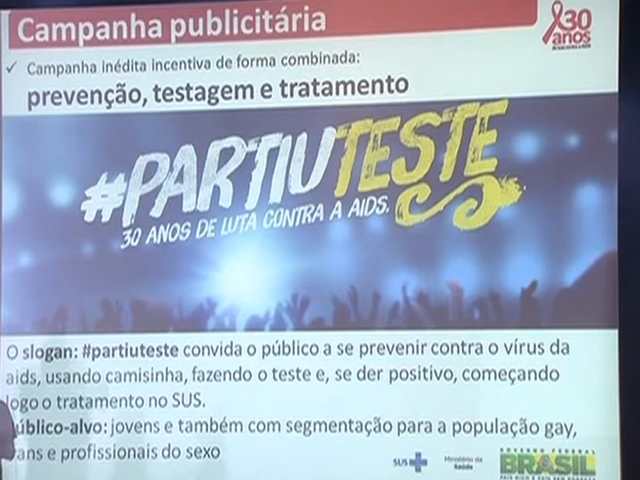 Campanha publicitária
30
anos
✓ Campanha inédita incentiva de forma combinada:
prevenção, testagem e tratamento
#PARTIUTESTE
30 ANOS DE LUTA CONTRA A AIDS.
O slogan: #partiuteste convida o público a se prevenir contra o vírus da
aids, usando camisinha, fazendo o teste e, se der positivo, começando
logo o tratamento no SUS.
úblico-alvo: jovens e também com segmentação para a população gay,
ans e profissionais do sexo
SUS
Ministério da
Saúde
GOVERNO FEDERAL
BRASIL